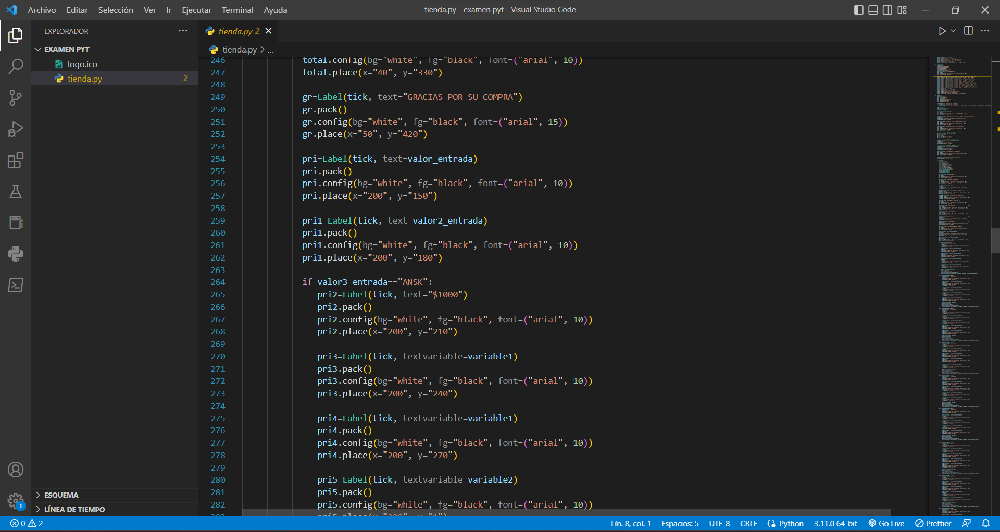 Archivo Editar Selección Ver Ir Ejecutar Terminal Ayuda
tienda.py - examen pyt - Visual Studio Code
EXPLORADOR
EXAMEN PYT
logo.ico
tienda.py 2
ESQUEMA
LÍNEA DE TIEMPO
tienda.py 2
tienda.py > ...
246 total.config(bg="white", fg="black", font=("arial", 10))
247 total.place(x="40", y="330")
248
249 gr=Label(tick, text="GRACIAS POR SU COMPRA")
250 gr.pack()
251 gr.config(bg="white", fg="black", font=("arial", 15))
252 gr.place(x="50", y="420")
253
254 pri=Label(tick, text=valor_entrada)
255 pri.pack()
256 pri.config(bg="white", fg="black", font=("arial", 10))
257 pri.place(x="200", y="150")
258
259 pri1=Label(tick, text=valor2_entrada)
260 pri1.pack()
261 pri1.config(bg="white", fg="black", font=("arial", 10))
262 pri1.place(x="200", y="180")
263
264 if valor3_entrada=="ANSK":
265 pri2=Label(tick, text="$1000")
266 pri2.pack()
267 pri2.config(bg="white", fg="black", font=("arial", 10))
268 pri2.place(x="200", y="210")
269
270 pri3=Label(tick, textvariable=variable1)
271 pri3.pack()
272 pri3.config(bg="white", fg="black", font=("arial", 10))
273 pri3.place(x="200", y="240")
274
275 pri4=Label(tick, textvariable=variable1)
276 pri4.pack()
277 pri4.config(bg="white", fg="black", font=("arial", 10))
278 pri4.place(x="200", y="270")
279
280 pri5=Label(tick, textvariable=variable2)
281 pri5.pack()
282 pri5.config(bg="white", fg="black", font=("arial", 10))
1
0 2
Lín. 8, col. 1 Espacios: 5 UTF-8 CRLF Python 3.11.0 64-bit Go Live Prettier